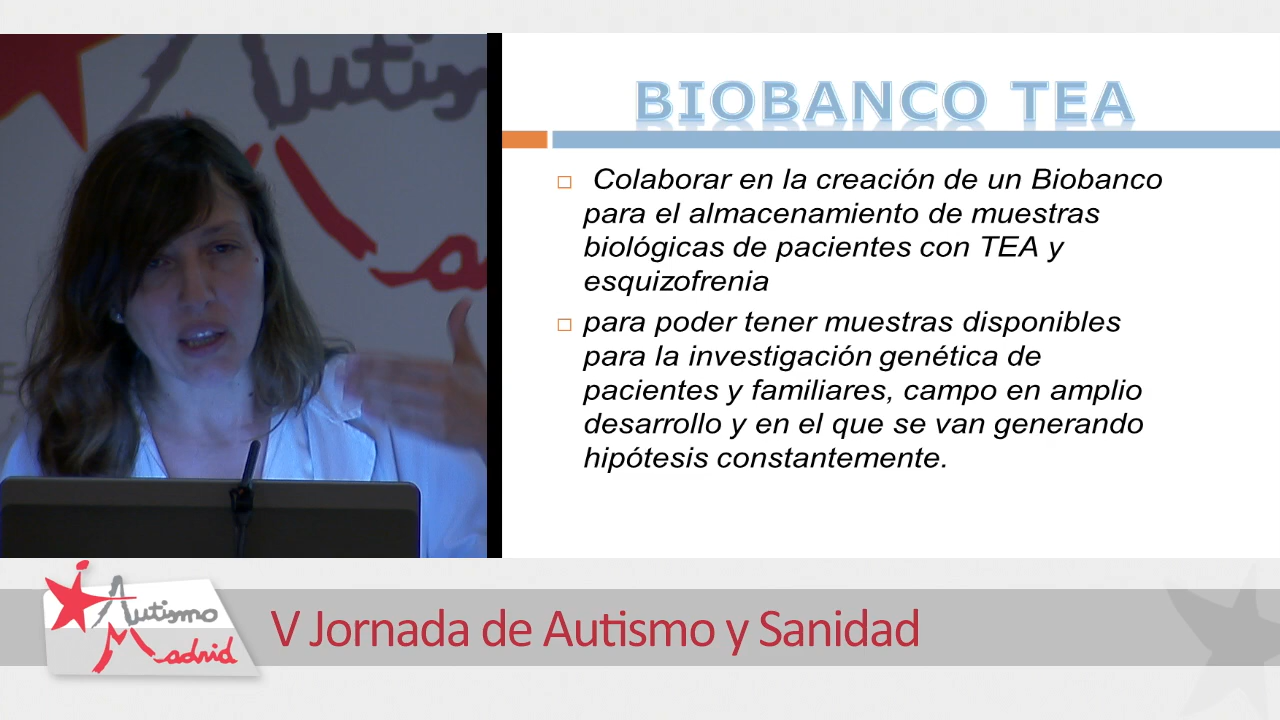 Autismo
BIOBANCO TEA
Colaborar en la creación de un Biobanco
para el almacenamiento de muestras
biológicas de pacientes con TEA y
esquizofrenia
para poder tener muestras disponibles
para la investigación genética de
pacientes y familiares, campo en amplio
desarrollo y en el que se van generando
hipótesis constantemente.
Autismo
Madrid
V Jornada de Autismo y Sanidad